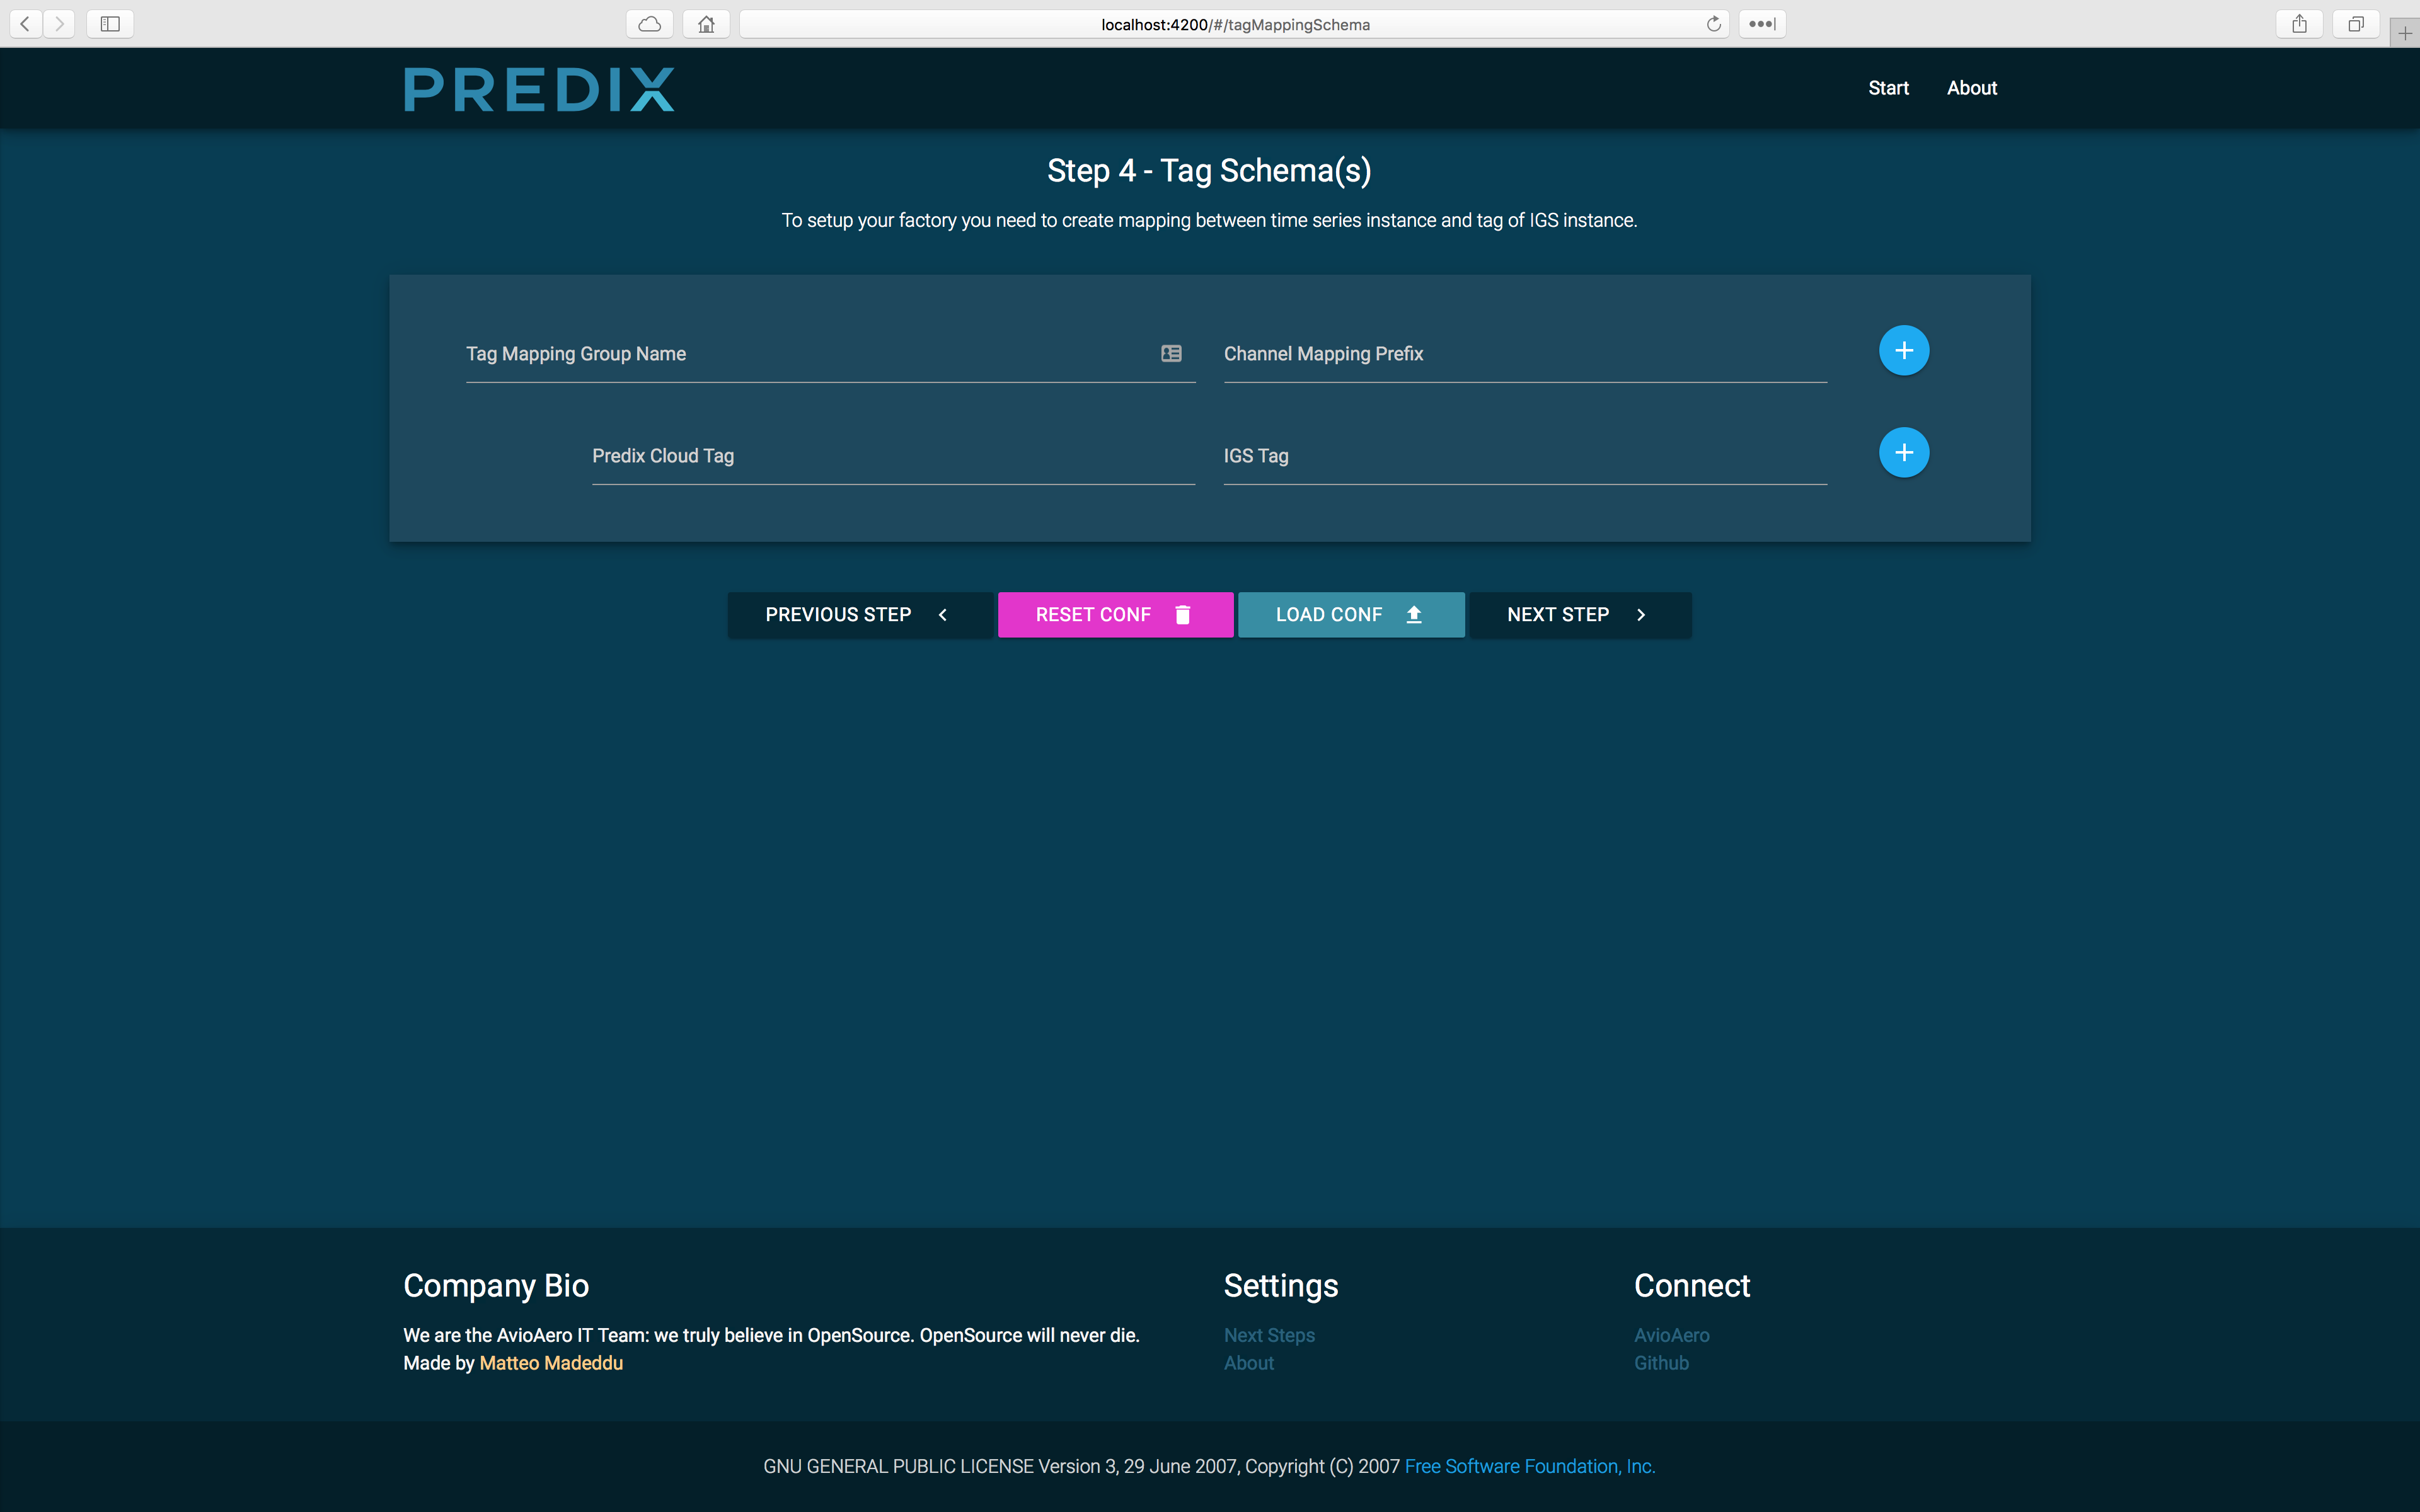 localhost:4200/#/tagMappingSchema
PREDIX
Start
About
Step 4 - Tag Schema(s)
To setup your factory you need to create mapping between time series instance and tag of IGS instance.
Tag Mapping Group Name
Channel Mapping Prefix
Predix Cloud Tag
IGS Tag
PREVIOUS STEP
RESET CONF
LOAD CONF
NEXT STEP
Company Bio
We are the AvioAero IT Team: we truly believe in OpenSource. OpenSource will never die.
Made by Matteo Madeddu
Settings
Next Steps
About
Connect
AvioAero
Github
GNU GENERAL PUBLIC LICENSE Version 3, 29 June 2007, Copyright (C) 2007 Free Software Foundation, Inc.